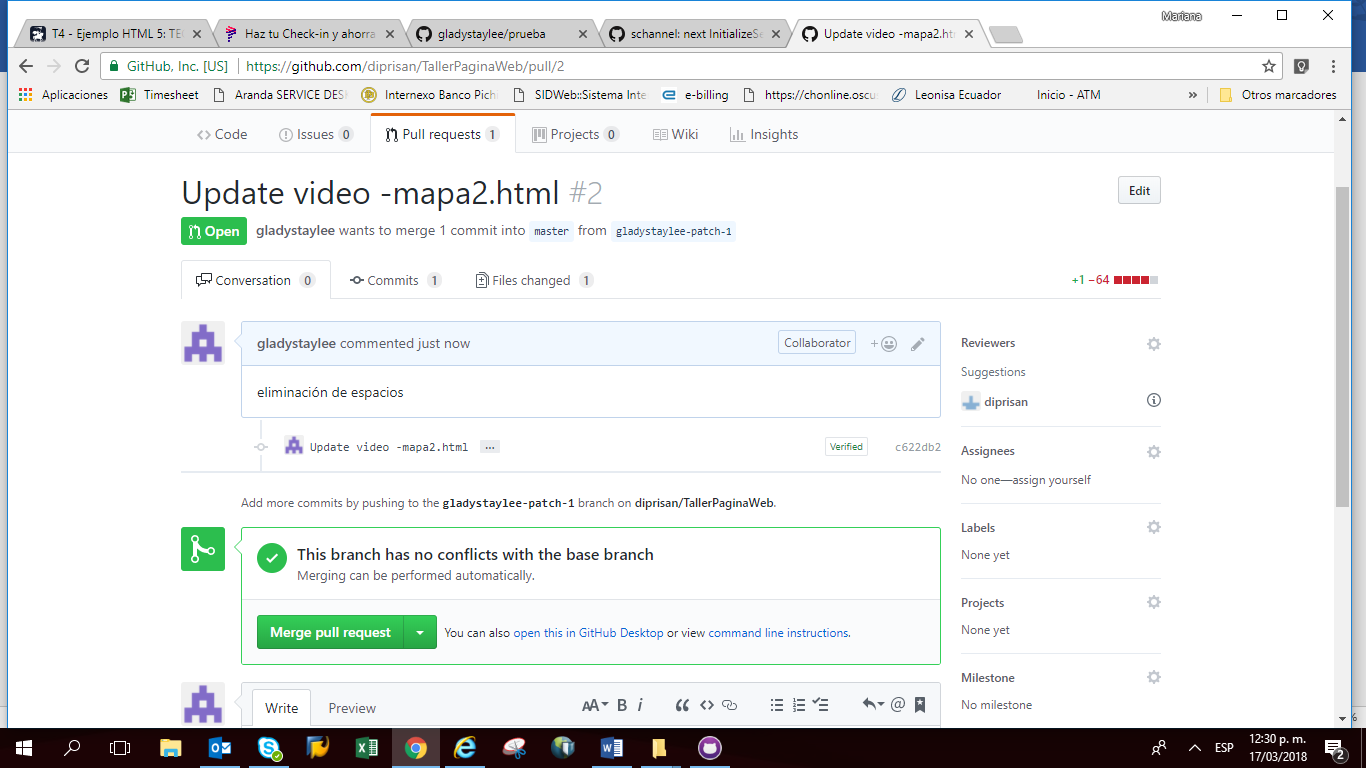 Mariana
T4 - Ejemplo HTML 5: TE
Haz tu Check-in y ahorra
gladystaylee/prueba
schannel: next InitializeSe
Update video -mapa2.ht
GitHub, Inc. [US] https://github.com/diprisan/TallerPaginaWeb/pull/2
Aplicaciones Timesheet Aranda SERVICE DES Internexo Banco Pich SIDWeb::Sistema Inte e-billing https://chonline.oscu Leonisa Ecuador Inicio - ATM » Otros marcadores
Code Issues 0 Pull requests 1 Projects 0 Wiki Insights
Update video -mapa2.html #2
Edit
Open gladystaylee wants to merge 1 commit into master from gladystaylee-patch-1
Conversation 0 Commits 1 Files changed 1 +1 −64
gladystaylee commented just now Collaborator
eliminación de espacios
Update video -mapa2.html … Verified c622db2
Add more commits by pushing to the gladystaylee-patch-1 branch on diprisan/TallerPaginaWeb.
This branch has no conflicts with the base branch
Merging can be performed automatically.
Merge pull request You can also open this in GitHub Desktop or view command line instructions.
Write Preview AA B i
Reviewers
Suggestions
diprisan
Assignees
No one—assign yourself
Labels
None yet
Projects
None yet
Milestone
No milestone
%
ESP
12:30 p. m.
17/03/2018
2